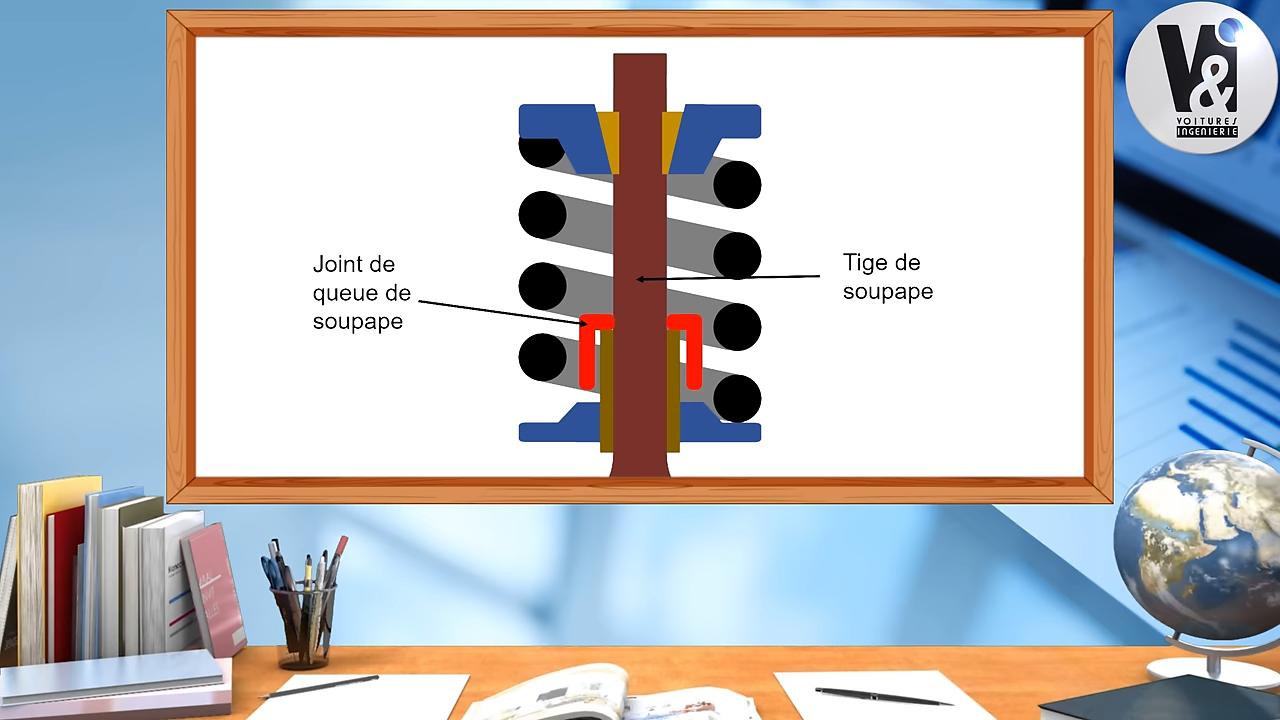 V&I
VOITURES
INGENIERIE
Joint de
queue de
soupape
Tige de
soupape